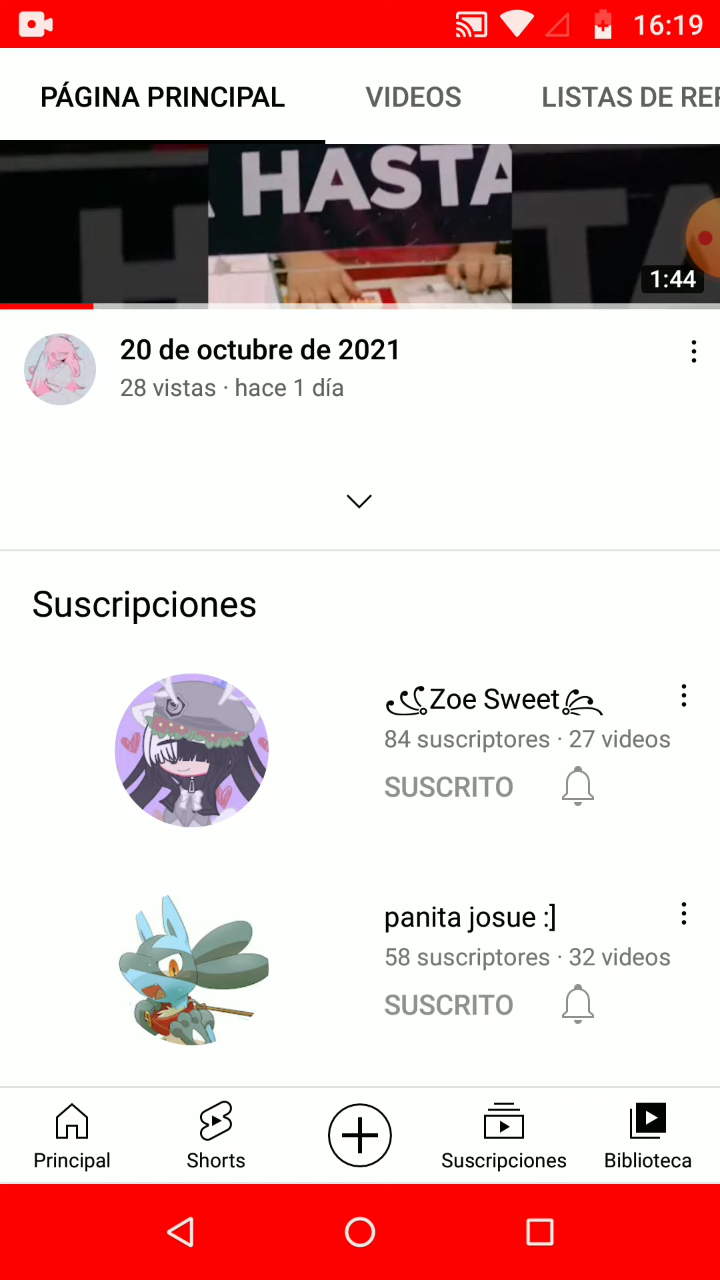 16:19
PÁGINA PRINCIPAL VIDEOS LISTAS DE REP
HASTA
1:44
20 de octubre de 2021
28 vistas · hace 1 día
Suscripciones
Zoe Sweet
84 suscriptores · 27 videos
SUSCRITO
panita josue :]
58 suscriptores · 32 videos
SUSCRITO
Principal Shorts Suscripciones Biblioteca